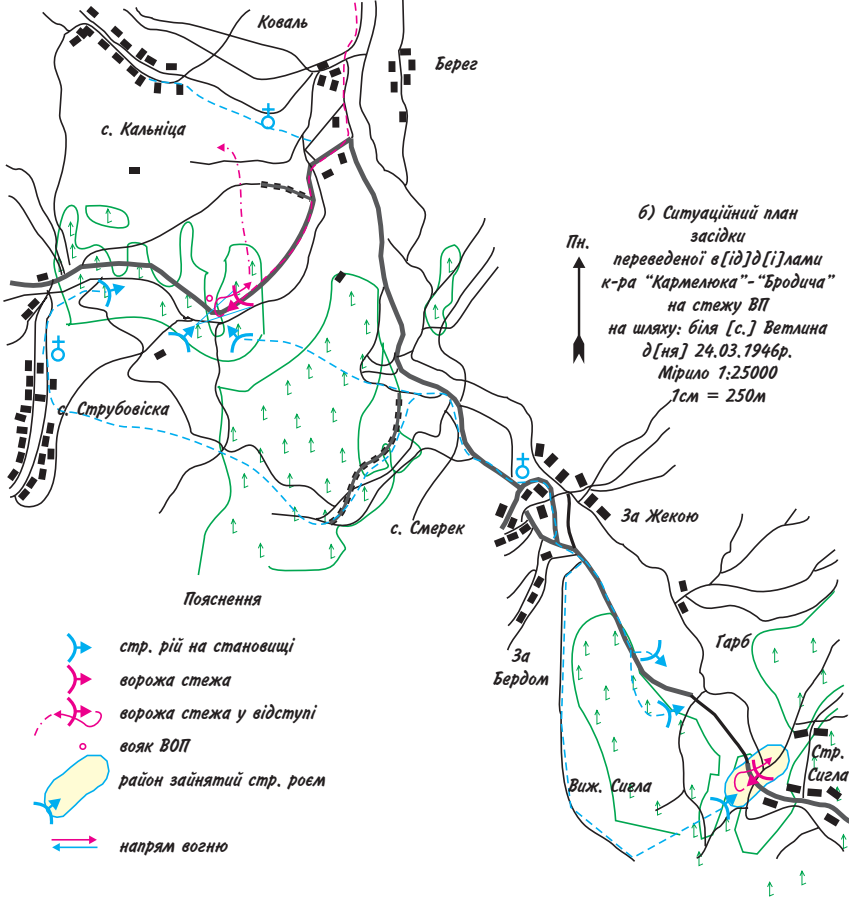 Коваль
Берег
с. Кальніца
б) Ситуаційний план
засідки
переведеної в[ід]д[і]лами
к-ра “Кармелюка”-“Бродича”
на стежу ВП
на шляху: біля [с.] Ветлина
д[ня] 24.03.1946р.
Мірило 1:25000
1см = 250м
Пн.
с. Струбовіска
с. Смерек
За Жекою
За
Бердом
Гарб
Виж. Сигла
Стр.
Сигла
Пояснення
стр. рій на становищі
ворожа стежа
ворожа стежа у відступі
вояк ВОП
район зайнятий стр. роєм
напрям вогню